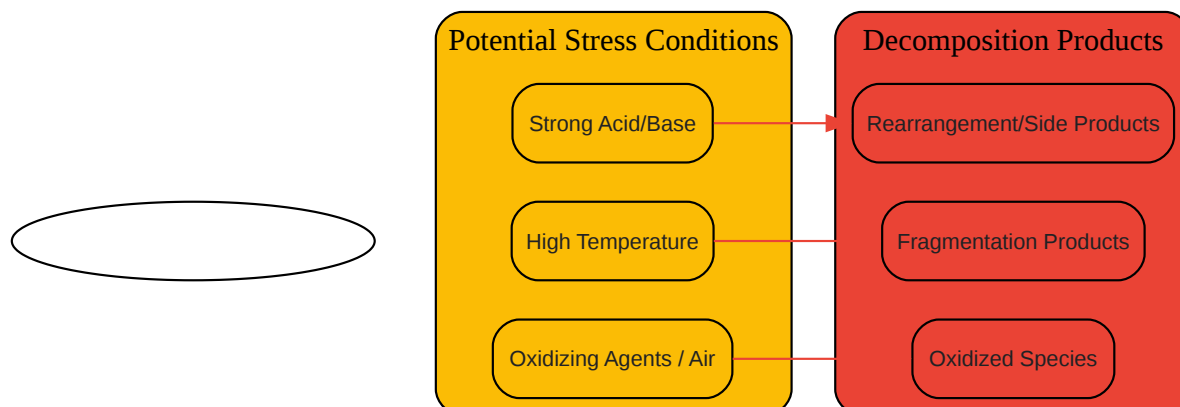 Potential Stress Conditions
Strong Acid/Base
High Temperature
Oxidizing Agents / Air
Decomposition Products
Rearrangement/Side Products
Fragmentation Products
Oxidized Species